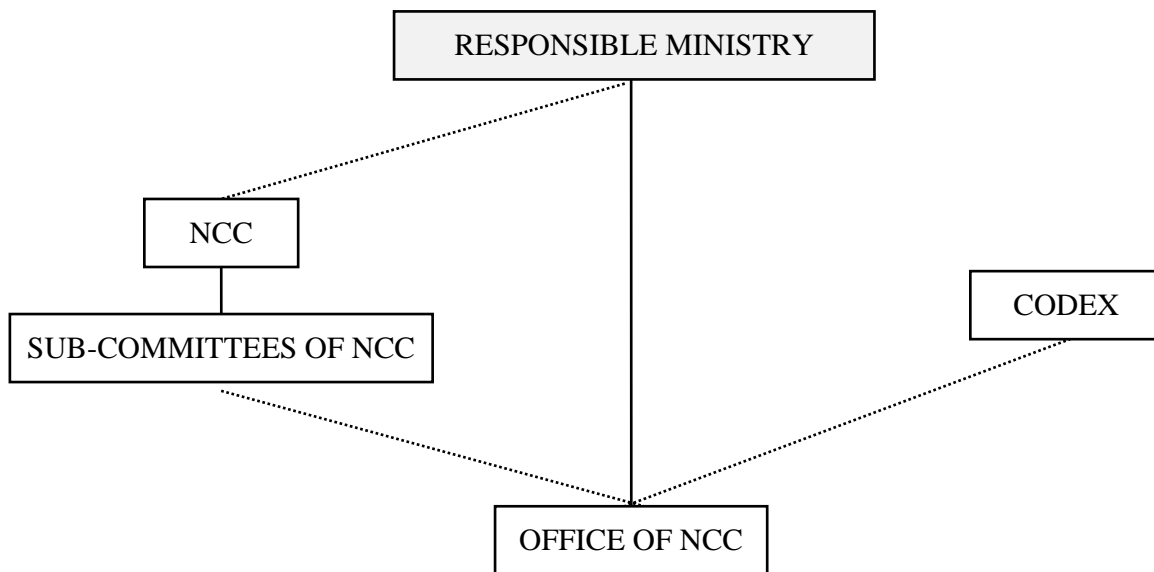 RESPONSIBLE MINISTRY
NCC
CODEX
SUB-COMMITTEES OF NCC
OFFICE OF NCC